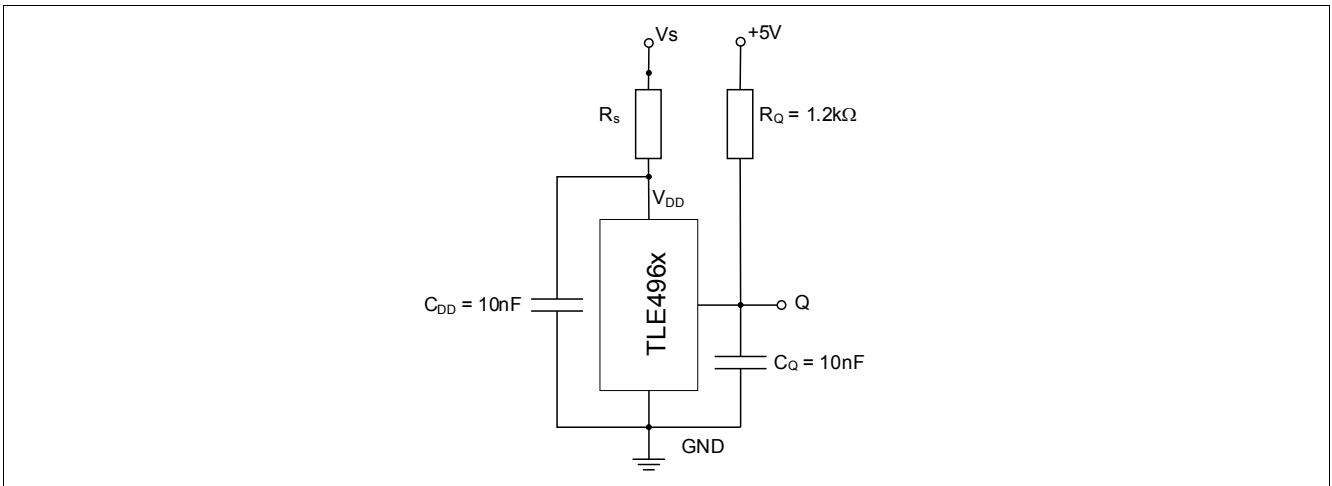 Vs
+5V
Rs
RQ = 1.2kΩ
VDD
TLE496x
CDD = 10nF
Q
CQ = 10nF
GND